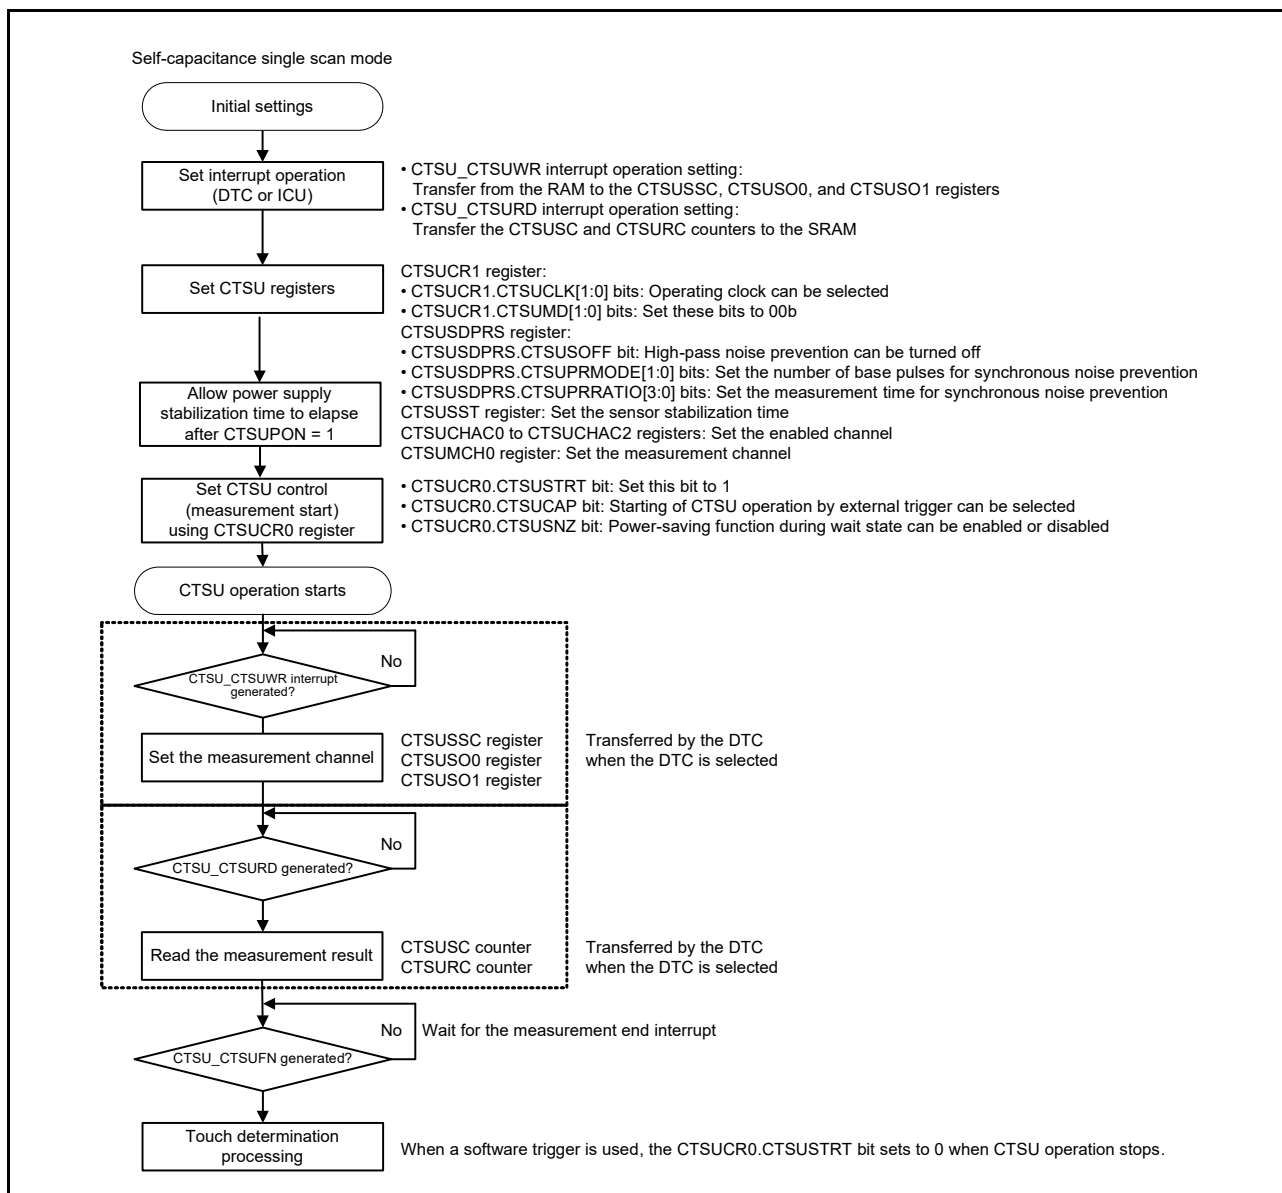 Self-capacitance single scan mode
Initial settings
Set interrupt operation
(DTC or ICU)
• CTSU_CTSUWR interrupt operation setting:
Transfer from the RAM to the CTSUSSC, CTSUSO0, and CTSUSO1 registers
• CTSU_CTSURD interrupt operation setting:
Transfer the CTSUSC and CTSURC counters to the SRAM
Set CTSU registers
CTSUCR1 register:
• CTSUCR1.CTSUCLK[1:0] bits: Operating clock can be selected
• CTSUCR1.CTSUMD[1:0] bits: Set these bits to 00b
CTSUSDPRS register:
• CTSUSDPRS.CTSUSOFF bit: High-pass noise prevention can be turned off
• CTSUSDPRS.CTSUPRMODE[1:0] bits: Set the number of base pulses for synchronous noise prevention
• CTSUSDPRS.CTSUPRRATIO[3:0] bits: Set the measurement time for synchronous noise prevention
CTSUSST register: Set the sensor stabilization time
CTSUCHAC0 to CTSUCHAC2 registers: Set the enabled channel
CTSUMCH0 register: Set the measurement channel
Allow power supply
stabilization time to elapse
after CTSUPON = 1
Set CTSU control
(measurement start)
using CTSUCR0 register
• CTSUCR0.CTSUSTRT bit: Set this bit to 1
• CTSUCR0.CTSUCAP bit: Starting of CTSU operation by external trigger can be selected
• CTSUCR0.CTSUSNZ bit: Power-saving function during wait state can be enabled or disabled
CTSU operation starts
No
CTSU_CTSUWR interrupt
generated?
Set the measurement channel
CTSUSSC register
CTSUSO0 register
CTSUSO1 register
Transferred by the DTC
when the DTC is selected
No
CTSU_CTSURD generated?
Read the measurement result
CTSUSC counter
CTSURC counter
Transferred by the DTC
when the DTC is selected
No
Wait for the measurement end interrupt
CTSU_CTSUFN generated?
Touch determination
processing
When a software trigger is used, the CTSUCR0.CTSUSTRT bit sets to 0 when CTSU operation stops.